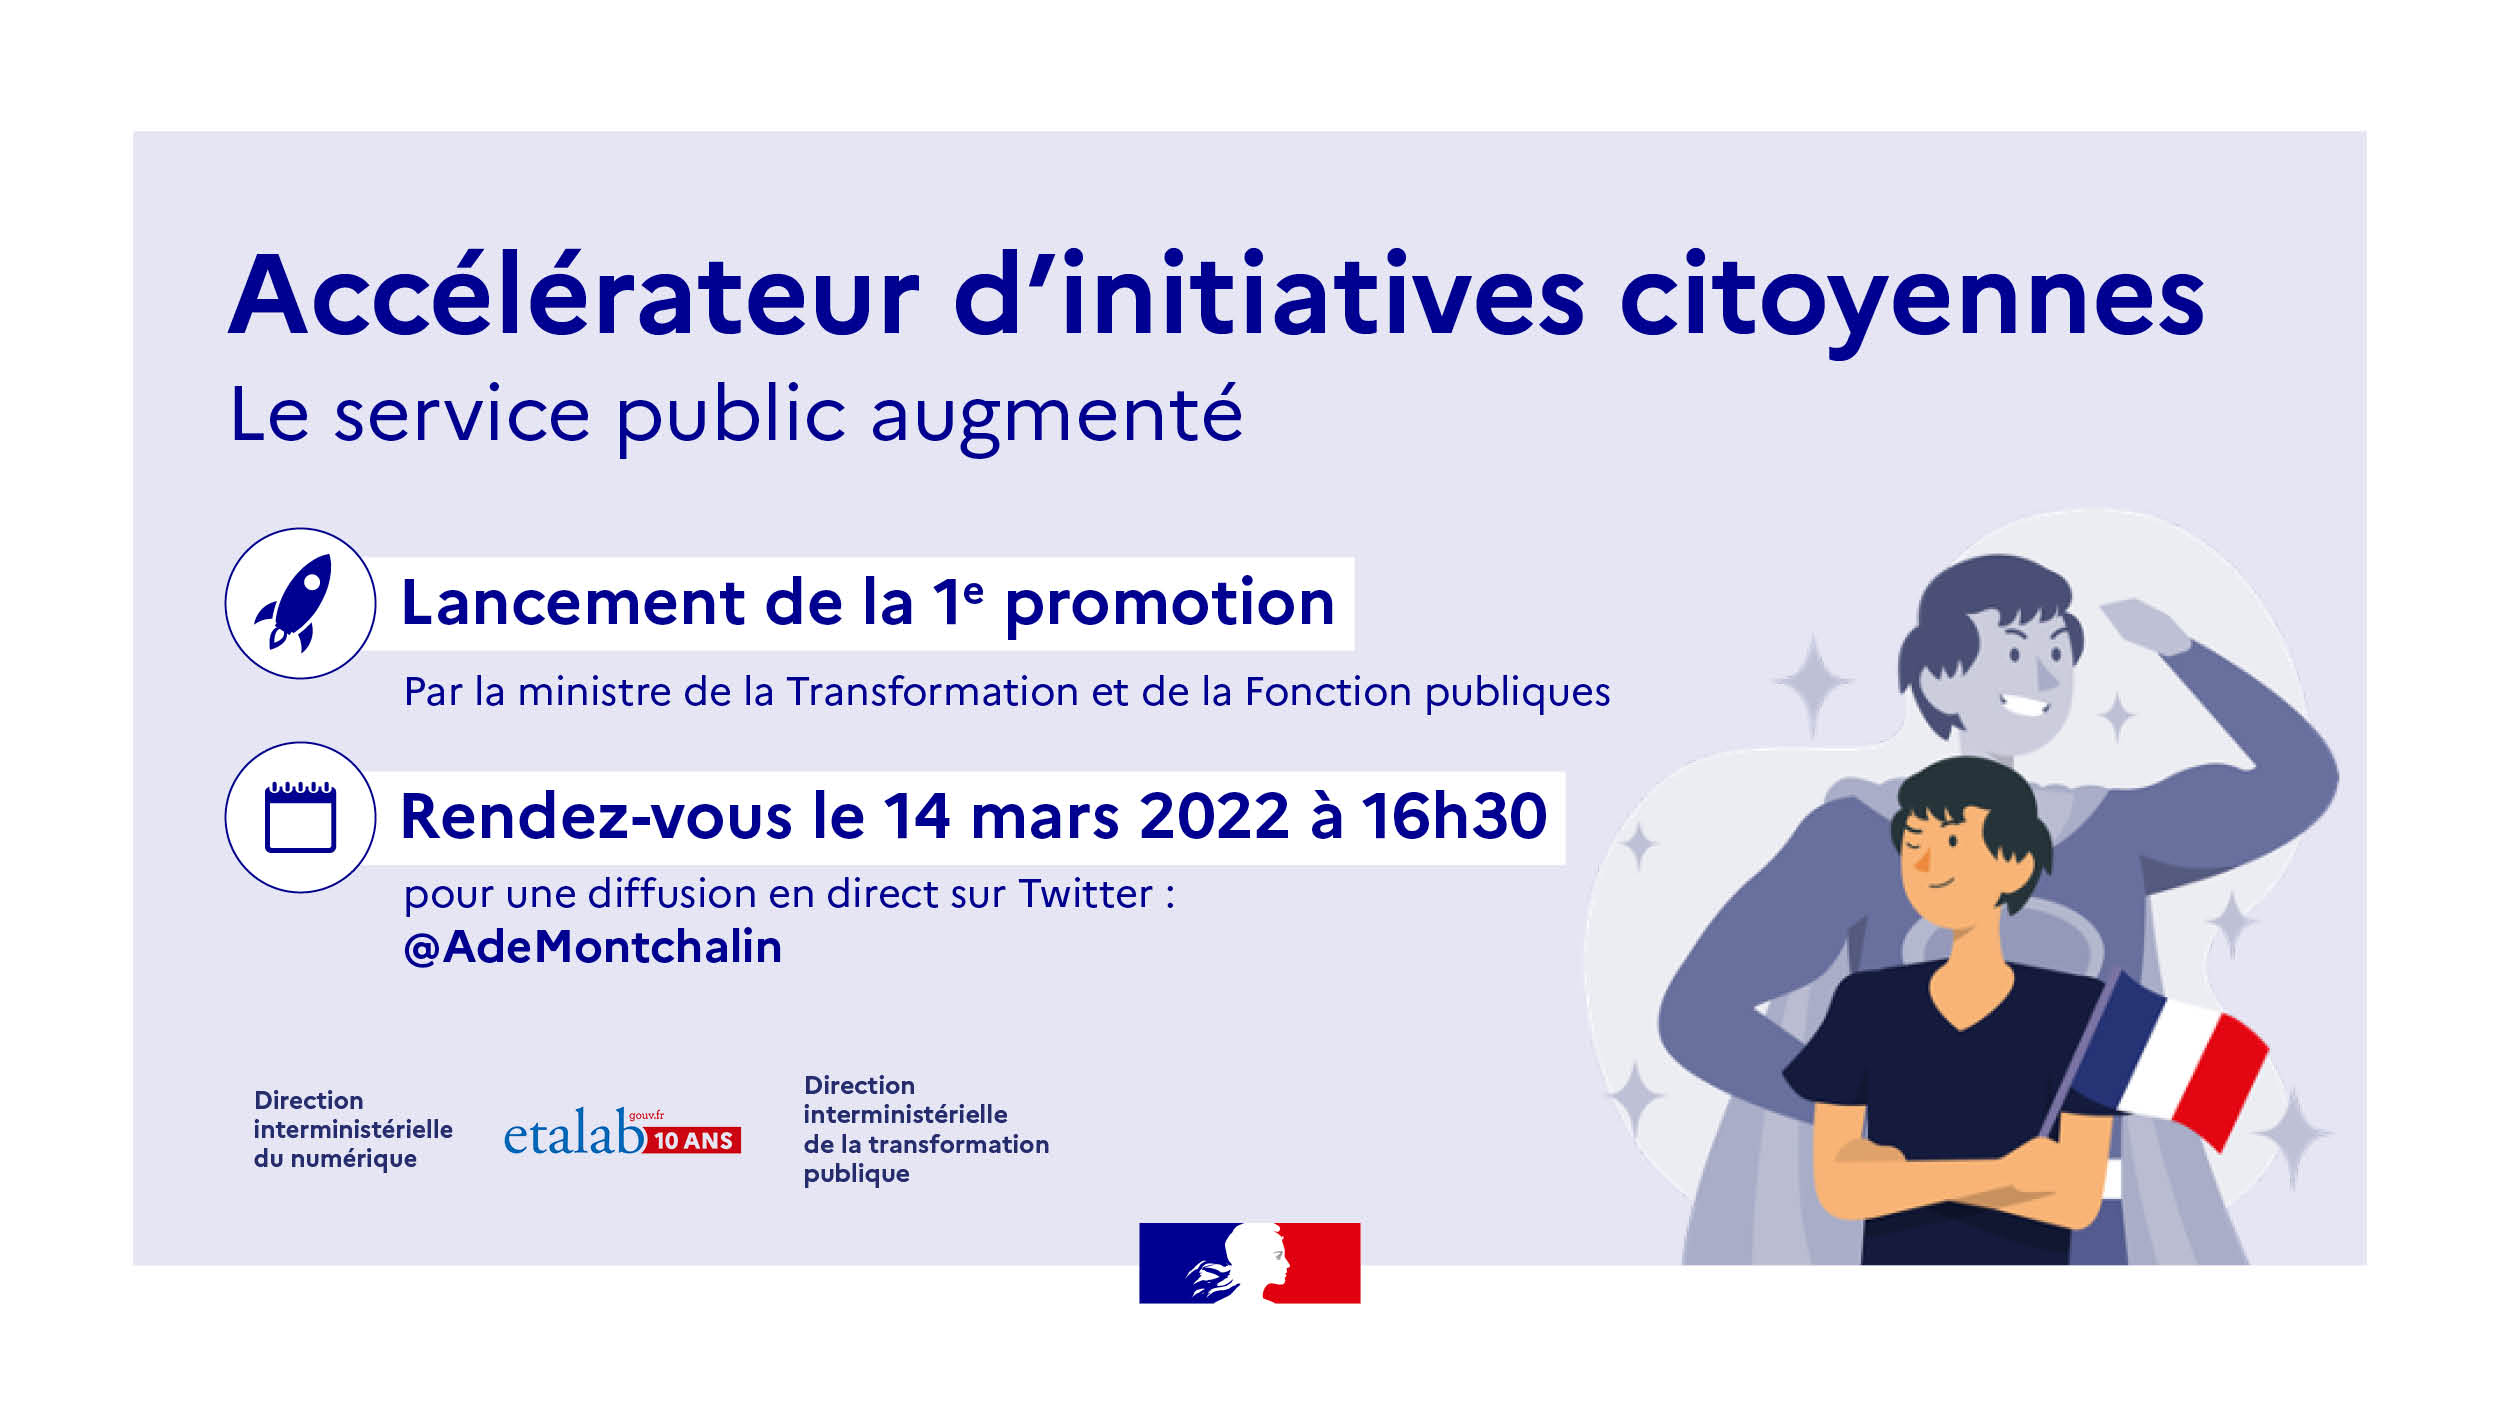 Accélérateur d’initiatives citoyennes
Le service public augmenté
Lancement de la 1e promotion
Par la ministre de la Transformation et de la Fonction publiques
Rendez-vous le 14 mars 2022 à 16h30
pour une diffusion en direct sur Twitter :
@AdeMontchalin
Direction
interministérielle
du numérique
etalab gouv.fr 10 ANS
Direction
interministérielle
de la transformation
publique